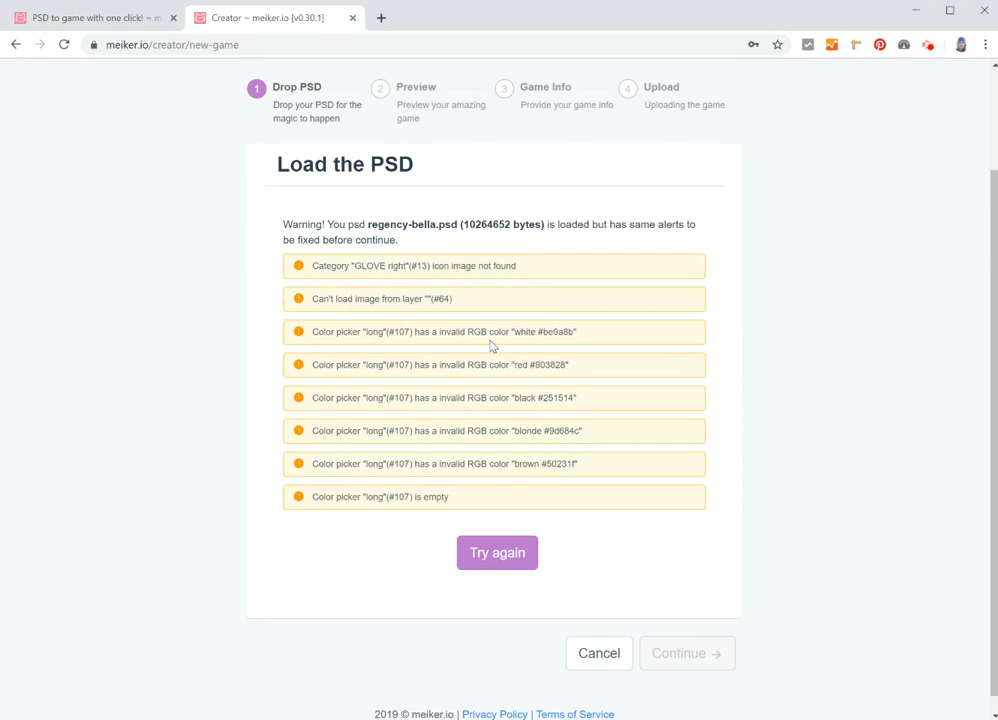 PSD to game with one click! ~ m
Creator ~ meiker.io [v0.30.1]
meiker.io/creator/new-game
1 Drop PSD
Drop your PSD for the
magic to happen
2 Preview
Preview your amazing
game
3 Game Info
Provide your game info
4 Upload
Uploading the game
Load the PSD
Warning! You psd regency-bella.psd (10264652 bytes) is loaded but has same alerts to
be fixed before continue.
Category "GLOVE right"(#13) icon image not found
Can't load image from layer ""(#64)
Color picker "long"(#107) has a invalid RGB color "white #be9a8b"
Color picker "long"(#107) has a invalid RGB color "red #903828"
Color picker "long"(#107) has a invalid RGB color "black #251514"
Color picker "long"(#107) has a invalid RGB color "blonde #9d684c"
Color picker "long"(#107) has a invalid RGB color "brown #50231f"
Color picker "long"(#107) is empty
Try again
Cancel
Continue →
2019 © meiker.io | Privacy Policy | Terms of Service